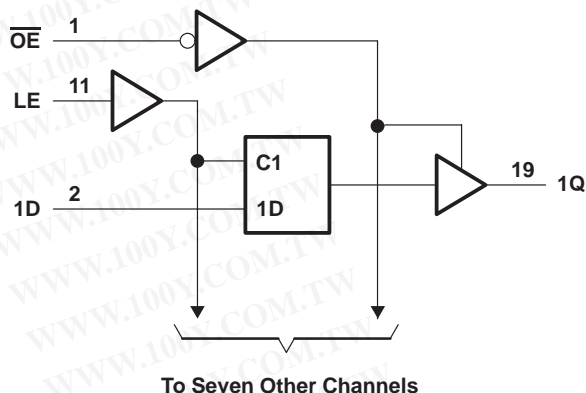 OE 1
LE 11
C1
1D 2 1D
19 1Q
To Seven Other Channels
WWW.100Y.COM.TW